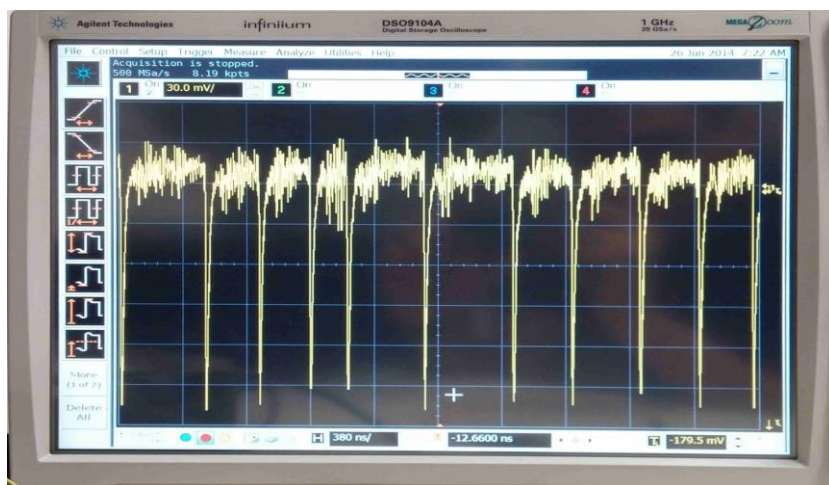 Agilent Technologies infiniium DSO9104A 1 GHz MEGA Zoom
Digital Storage Oscilloscope 20 GSa/s
File Control Setup Trigger Measure Analyze Utilities Help 26 Jun 2014 7:22 AM
Acquisition is stopped.
500 MSa/s 8.19 kpts
1 On 30.0 mV/ 2 On 3 On 4 On
More
(1 of 2)
Delete
All
H 380 ns/ -12.6600 ns T -179.5 mV